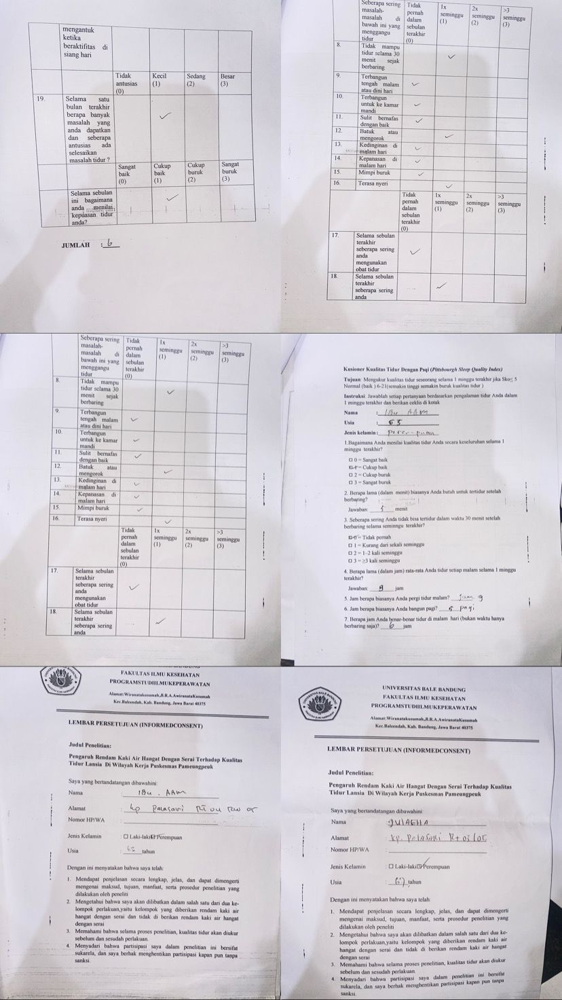 mengantuk
ketika
beraktifitas di
siang hari
Tidak antusias (0) Kecil (1) Sedang (2) Besar (3)
19. Selama satu
bulan terakhir
berapa banyak
masalah yang
anda dapatkan
dan seberapa
antusias ada
selesaikan
masalah tidur ?
Sangat baik (0) Cukup baik (1) Cukup buruk (2) Sangat buruk (3)
Selama sebulan
ini bagaimana
anda menilai
kepuasan tidur
anda?
JUMLAH : 6
Seberapa sering
masalah-
masalah di
bawah ini yang
menggangu
tidur
Tidak pernah dalam sebulan terakhir (0) 1x seminggu (1) 2x seminggu (2) >3 seminggu (3)
8. Tidak mampu
tidur selama 30
menit sejak
berbaring
9. Terbangun
tengah malam
atau dini hari
10. Terbangun
untuk ke kamar
mandi
11. Sulit bernafas
dengan baik
12. Batuk atau
mengorok
13. Kedinginan di
malam hari
14. Kepanasan di
malam hari
15. Mimpi buruk
16. Terasa nyeri
Tidak pernah dalam sebulan terakhir (0) 1x seminggu (1) 2x seminggu (2) >3 seminggu (3)
17. Selama sebulan
terakhir
seberapa sering
anda
mengunakan
obat tidur
18. Selama sebulan
terakhir
seberapa sering
anda
Seberapa sering
masalah-
masalah di
bawah ini yang
menggangu
tidur
Tidak pernah dalam sebulan terakhir (0) 1x seminggu (1) 2x seminggu (2) >3 seminggu (3)
8. Tidak mampu
tidur selama 30
menit sejak
berbaring
9. Terbangun
tengah malam
atau dini hari
10. Terbangun
untuk ke kamar
mandi
11. Sulit bernafas
dengan baik
12. Batuk atau
mengorok
13. Kedinginan di
malam hari
14. Kepanasan di
malam hari
15. Mimpi buruk
16. Terasa nyeri
Tidak pernah dalam sebulan terakhir (0) 1x seminggu (1) 2x seminggu (2) >3 seminggu (3)
17. Selama sebulan
terakhir
seberapa sering
anda
mengunakan
obat tidur
18. Selama sebulan
terakhir
seberapa sering
anda
Kusioner Kualitas Tidur Dengan Psqi (Pittsbourgh Sleep Quality Index)
Tujuan: Mengukur kualitas tidur seseorang selama 1 minggu terakhir jika Sko≤ 5
Normal (baik ) 6-21(semakin tinggi semakin buruk kualitas tidur )
Instruksi: Jawablah setiap pertanyaan berdasarkan pengalaman tidur Anda dalam
1 minggu terakhir dan berikan ceklis di kotak
Nama : IBu AAM
Usia : 65
Jenis kelamin : Perempuan
1.Bagaimana Anda menilai kualitas tidur Anda secara keseluruhan selama 1
minggu terakhir?
□ 0 = Sangat baik
□ 1 = Cukup baik
□ 2 = Cukup buruk
□ 3 = Sangat buruk
2. Berapa lama (dalam menit) biasanya Anda butuh untuk tertidur setelah
berbaring?
Jawaban: 5 menit
3. Seberapa sering Anda tidak bisa tertidur dalam waktu 30 menit setelah
berbaring selama seminngu terakhir?
□ 0 = Tidak pernah
□ 1 = Kurang dari sekali seminggu
□ 2 = 1–2 kali seminggu
□ 3 = ≥3 kali seminggu
4. Berapa lama (dalam jam) rata-rata Anda tidur setiap malam selama 1 minggu
terakhir?
Jawaban: 9 jam
5. Jam berapa biasanya Anda pergi tidur malam? Jam 9
6. Jam berapa biasanya Anda bangun pagi? 5 pagi
7. Berapa jam Anda benar-benar tidur di malam hari (bukan waktu hanya
berbaring saja)? 6 jam
FAKULTAS ILMU KESEHATAN
PROGRAMSTUDIILMUKEPERAWATAN
Alamat:Wiranatakusumah,Jl.R.A.AwiranataKusumah
Kec.Baleendah, Kab. Bandung, Jawa Barat 40375
LEMBAR PERSETUJUAN (INFORMEDCONSENT)
Judul Penelitian:
Pengaruh Rendam Kaki Air Hangat Dengan Serai Terhadap Kualitas
Tidur Lansia Di Wilayah Kerja Puskesmas Pameungpeuk
Saya yang bertandatangan dibawahini:
Nama : IBu . AAM
Alamat : kp Palasari RT 04 RW 05
Nomor HP/WA :
Jenis Kelamin : □ Laki-laki□ Perempuan
Usia : 65 tahun
Dengan ini menyatakan bahwa saya telah:
1. Mendapat penjelasan secara lengkap, jelas, dan dapat dimengerti
mengenai maksud, tujuan, manfaat, serta prosedur penelitian yang
dilakukan oleh peneliti
2. Mengetahui bahwa saya akan dilibatkan dalam salah satu dari dua ke-
lompok perlakuan,yaitu kelompok yang diberikan rendam kaki air
hangat dengan serai dan tidak di berikan rendam kaki air hangat
dengan serai
3. Memahami bahwa selama proses penelitian, kualitas tidur akan diukur
sebelum dan sesudah perlakuan.
4. Menyadari bahwa partisipasi saya dalam penelitian ini bersifat
sukarela, dan saya berhak menghentikan partisipasi kapan pun tanpa
sanksi.
UNIVERSITAS BALE BANDUNG
FAKULTAS ILMU KESEHATAN
PROGRAMSTUDIILMUKEPERAWATAN
Alamat:Wiranatakusumah,Jl.R.A.AwiranataKusumah
Kec.Baleendah, Kab. Bandung, Jawa Barat 40375
LEMBAR PERSETUJUAN (INFORMEDCONSENT)
Judul Penelitian:
Pengaruh Rendam Kaki Air Hangat Dengan Serai Terhadap Kualitas
Tidur Lansia Di Wilayah Kerja Puskesmas Pameungpeuk
Saya yang bertandatangan dibawahini:
Nama : JULAEHA
Alamat : KP. PALASARI Rt 03/05
Nomor HP/WA :
Jenis Kelamin : □ Laki-laki□ Perempuan
Usia : tahun
Dengan ini menyatakan bahwa saya telah:
1. Mendapat penjelasan secara lengkap, jelas, dan dapat dimengerti
mengenai maksud, tujuan, manfaat, serta prosedur penelitian yang
dilakukan oleh peneliti
2. Mengetahui bahwa saya akan dilibatkan dalam salah satu dari dua ke-
lompok perlakuan,yaitu kelompok yang diberikan rendam kaki air
hangat dengan serai dan tidak di berikan rendam kaki air hangat
dengan serai
3. Memahami bahwa selama proses penelitian, kualitas tidur akan diukur
sebelum dan sesudah perlakuan.
4. Menyadari bahwa partisipasi saya dalam penelitian ini bersifat
sukarela, dan saya berhak menghentikan partisipasi kapan pun tanpa
sanksi.